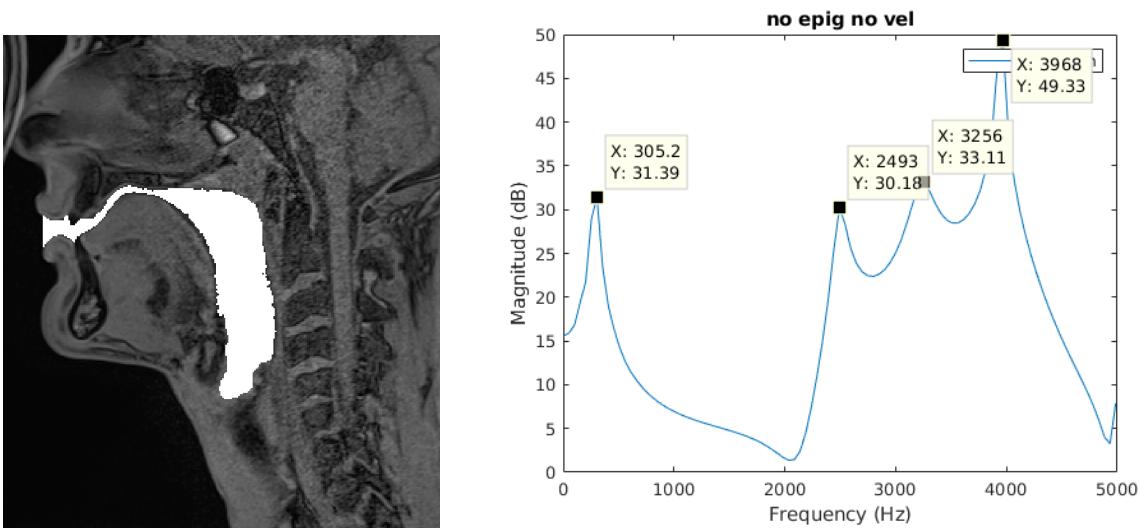 no epig no vel
50
45
40
35
30
25
20
15
10
5
0
Magnitude (dB)
X: 305.2
Y: 31.39
X: 2493
Y: 30.18
X: 3256
Y: 33.11
X: 3968
Y: 49.33
0 1000 2000 3000 4000 5000
Frequency (Hz)